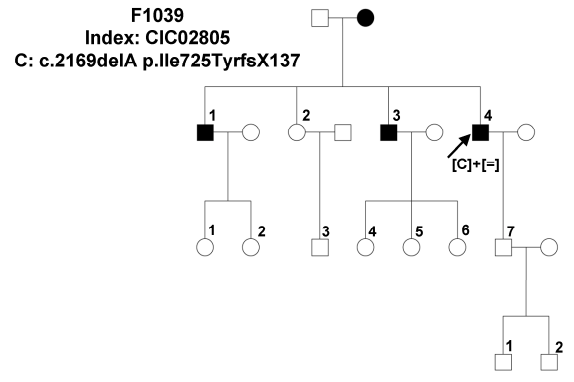 F1039
Index: CIC02805
C: c.2169delA p.Ile725TyrfsX137
1 2 3 4
[C]+[=]
1 2 3 4 5 6 7
1 2